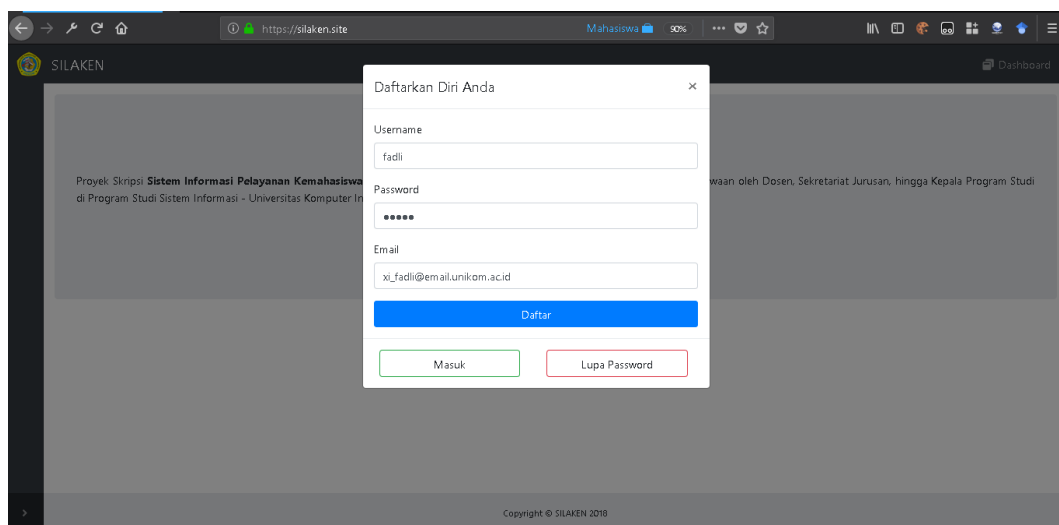 https://silaken.site
Mahasiswa
90%
SILAKEN
Dashboard
Daftarkan Diri Anda
×
Username
fadli
Password
•••••
Email
xi_fadli@email.unikom.ac.id
Daftar
Masuk
Lupa Password
Proyek Skripsi Sistem Informasi Pelayanan Kemahasiswa
waan oleh Dosen, Sekretariat Jurusan, hingga Kepala Program Studi
di Program Studi Sistem Informasi - Universitas Komputer In
Copyright © SILAKEN 2018